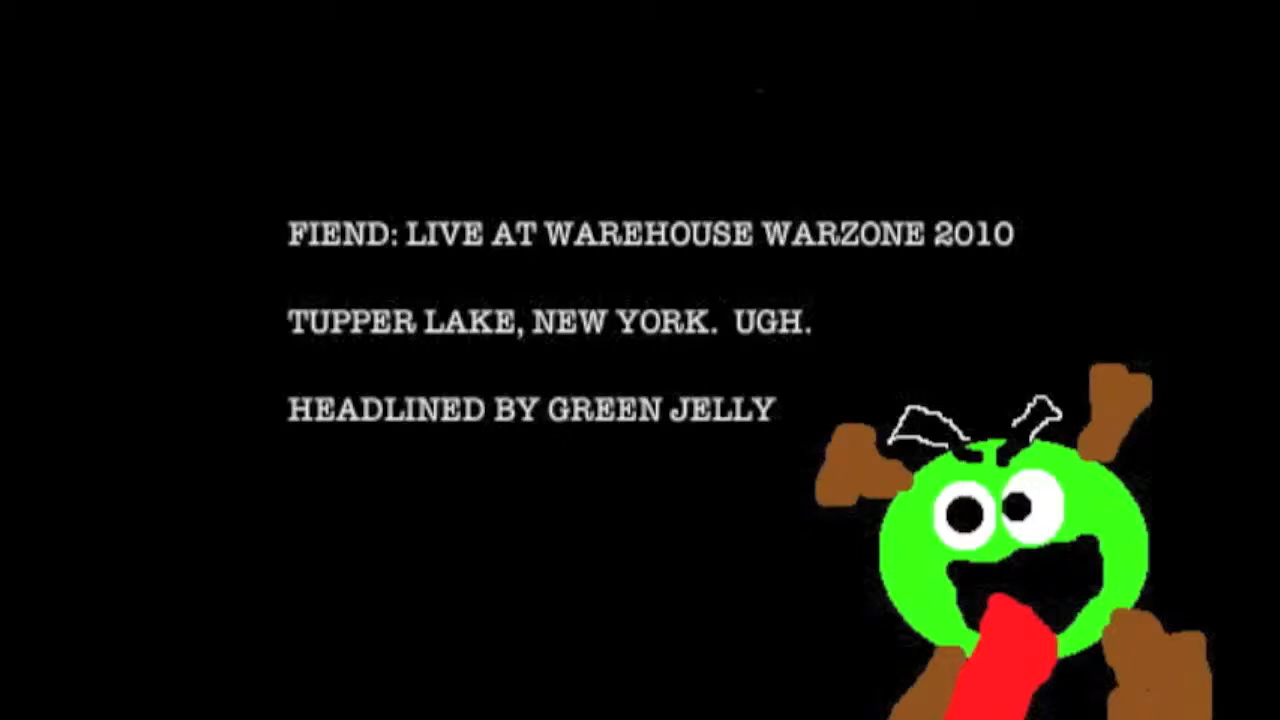 FIEND: LIVE AT WAREHOUSE WARZONE 2010
TUPPER LAKE, NEW YORK.  UGH.
HEADLINED BY GREEN JELLY